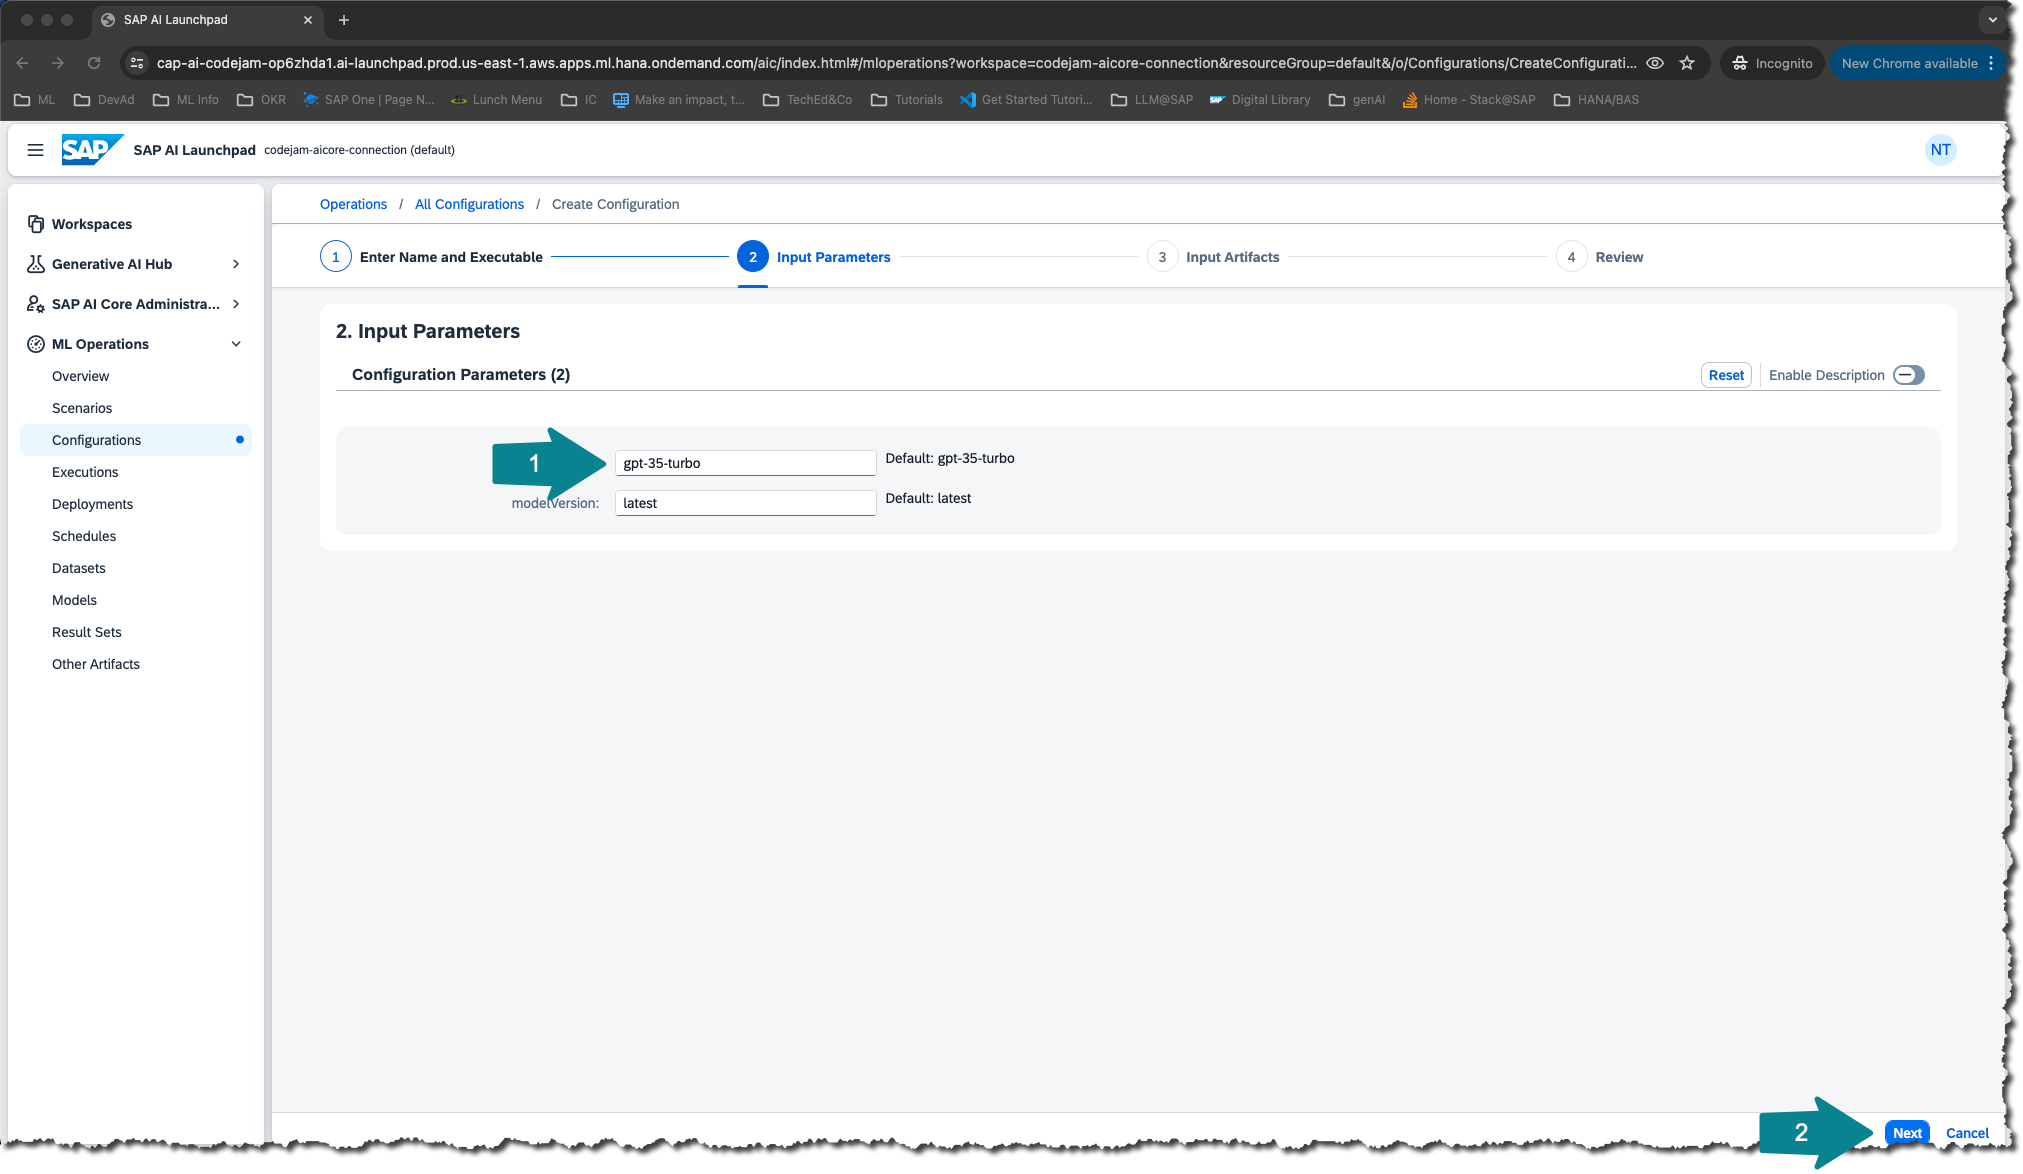 SAP AI Launchpad
cap-ai-codejam-op6zhda1.ai-launchpad.prod.us-east-1.aws.apps.ml.hana.ondemand.com/aic/index.html#/mloperations?workspace=codejam-aicore-connection&resourceGroup=default&/o/Configurations/CreateConfigurati...
Incognito
New Chrome available
ML DevAd ML Info OKR SAP One | Page N... Lunch Menu IC Make an impact, t... TechEd&Co Tutorials Get Started Tutori... LLM@SAP Digital Library genAI Home - Stack@SAP HANA/BAS
SAP SAP AI Launchpad codejam-aicore-connection (default) NT
Workspaces
Generative AI Hub
SAP AI Core Administra...
ML Operations
Overview
Scenarios
Configurations
Executions
Deployments
Schedules
Datasets
Models
Result Sets
Other Artifacts
Operations / All Configurations / Create Configuration
1 Enter Name and Executable 2 Input Parameters 3 Input Artifacts 4 Review
2. Input Parameters
Configuration Parameters (2) Reset Enable Description
1 gpt-35-turbo Default: gpt-35-turbo
modelVersion: latest Default: latest
2 Next Cancel